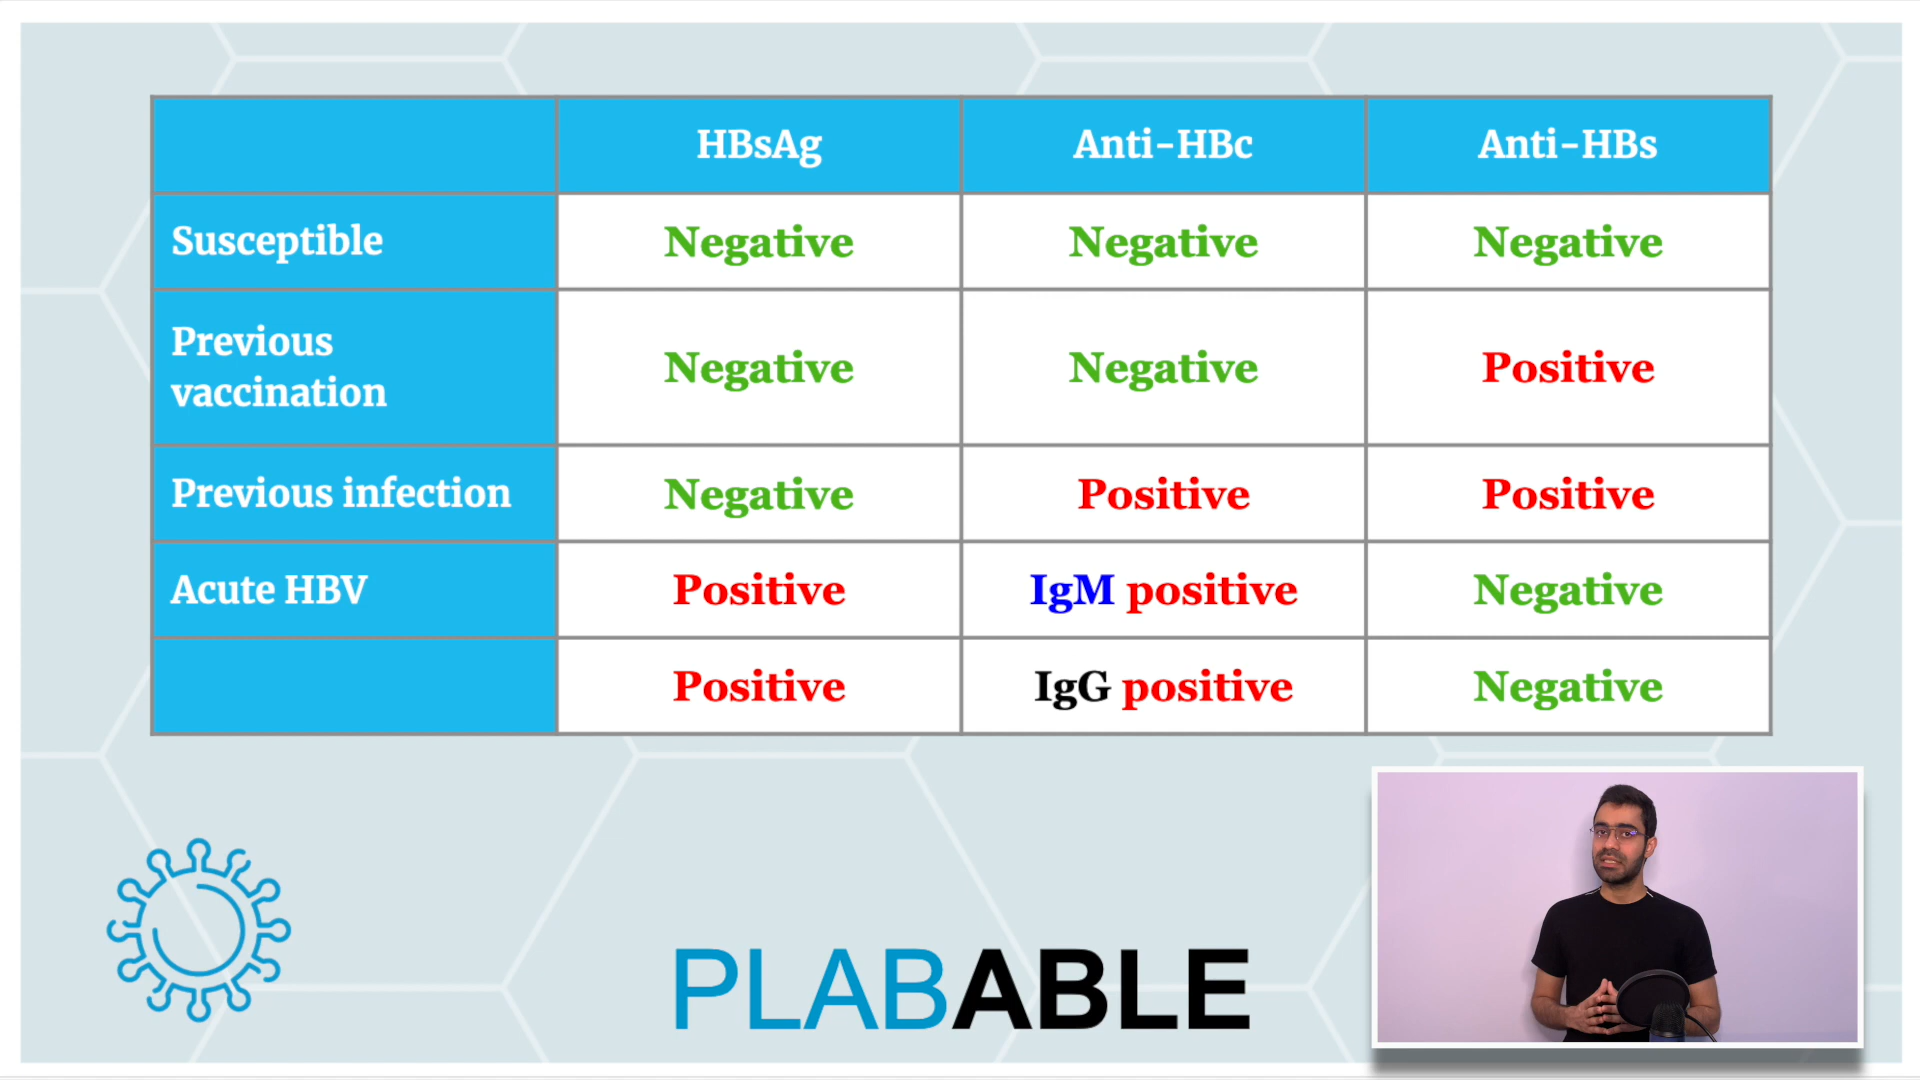 HBsAg Anti-HBc Anti-HBs
Susceptible Negative Negative Negative
Previous
vaccination Negative Negative Positive
Previous infection Negative Positive Positive
Acute HBV Positive IgM positive Negative
Positive IgG positive Negative
PLABABLE